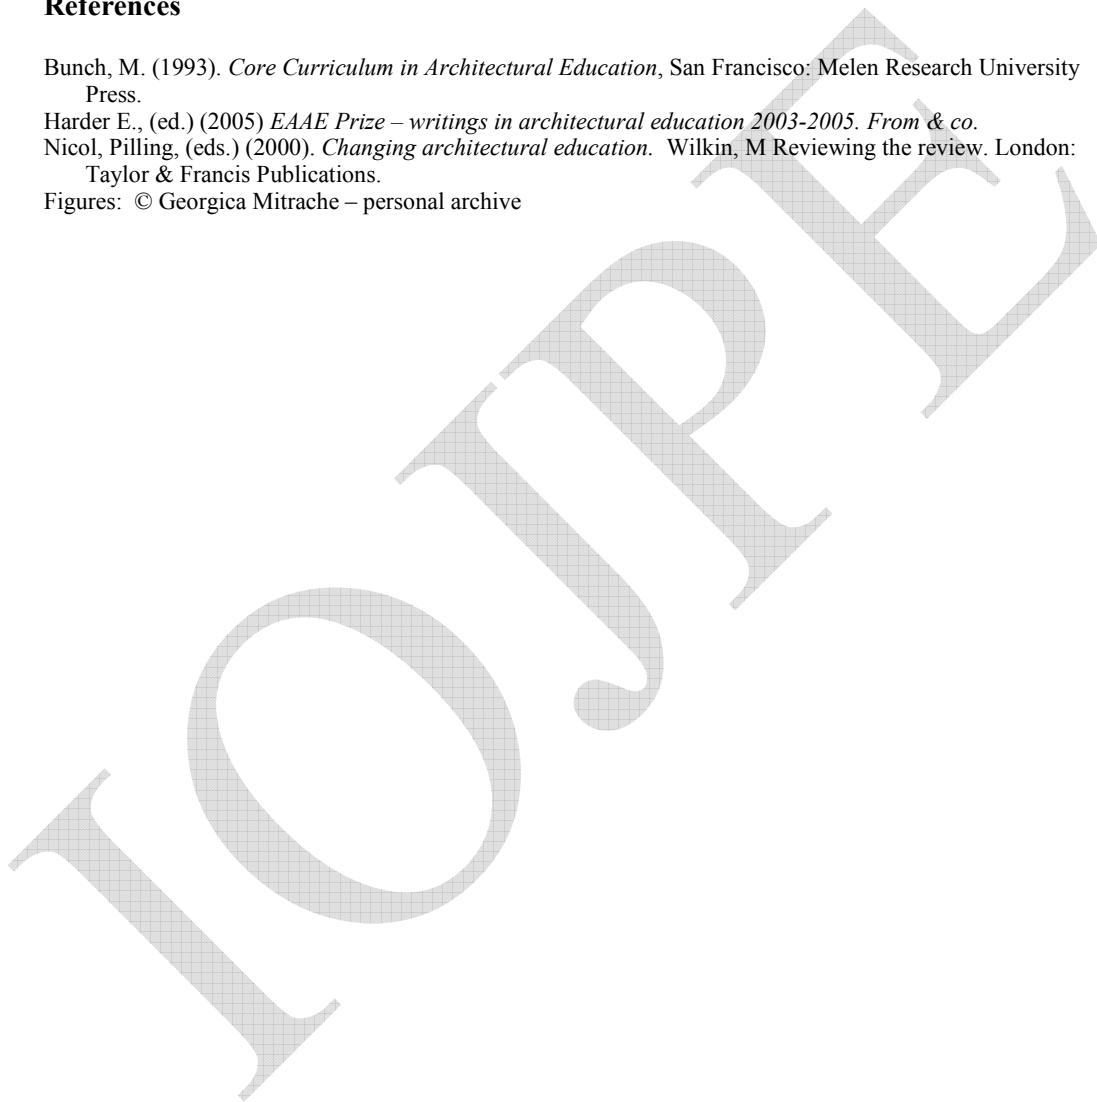 References
Bunch, M. (1993). Core Curriculum in Architectural Education, San Francisco: Melen Research University
Press.
Harder E., (ed.) (2005) EAAE Prize – writings in architectural education 2003-2005. From & co.
Nicol, Pilling, (eds.) (2000). Changing architectural education. Wilkin, M Reviewing the review. London:
Taylor & Francis Publications.
Figures: © Georgica Mitrache – personal archive
IOJPE